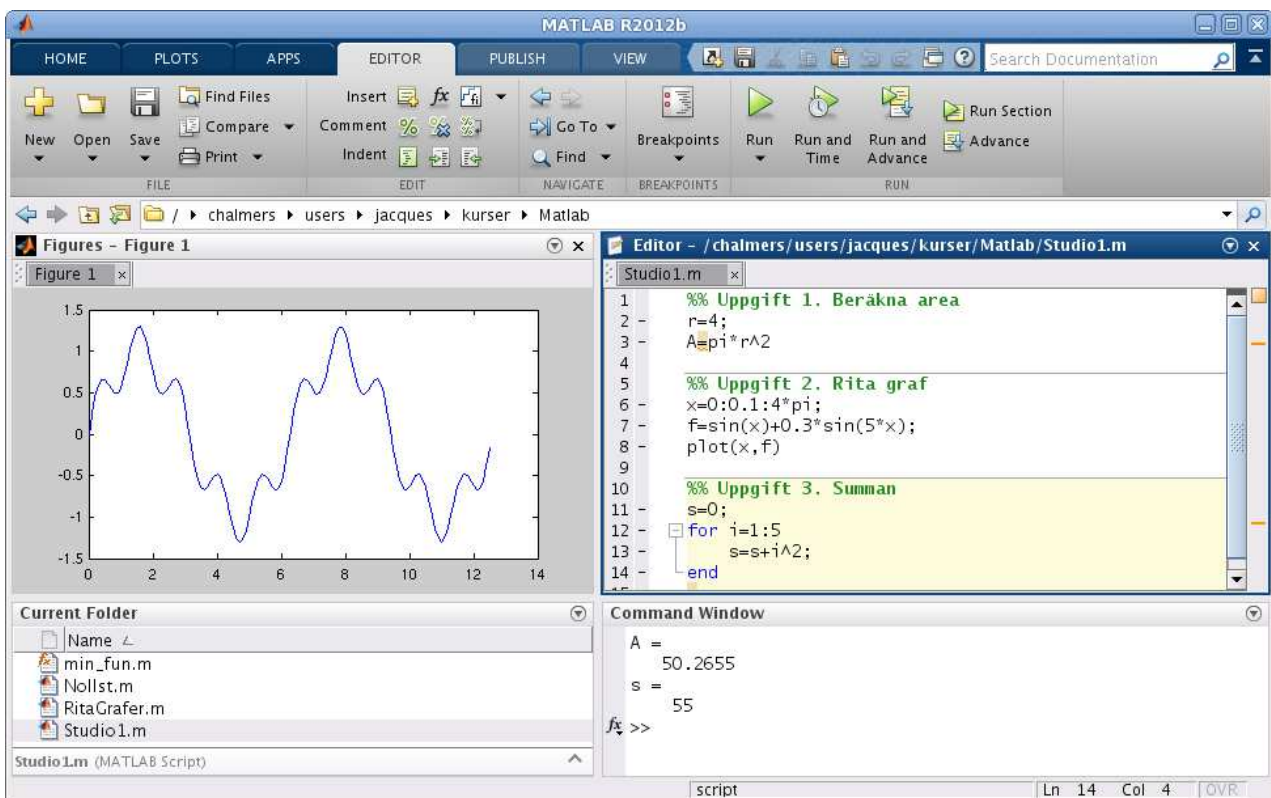 MATLAB R2012b
HOME PLOTS APPS EDITOR PUBLISH VIEW Search Documentation
New Open Save
Find Files
Compare
Print
FILE
Insert fx fi
Comment
Indent
EDIT
Go To
Find
NAVIGATE
Breakpoints
BREAKPOINTS
Run
Run and Time
Run and Advance
Run Section
Advance
RUN
/ chalmers users jacques kurser Matlab
Figures - Figure 1
Figure 1
1.5
1
0.5
0
-0.5
-1
-1.5
0 2 4 6 8 10 12 14
Editor - /chalmers/users/jacques/kurser/Matlab/Studio1.m
Studio1.m
1 %% Uppgift 1. Beräkna area
2 - r=4;
3 - A=pi*r^2
4
5 %% Uppgift 2. Rita graf
6 - x=0:0.1:4*pi;
7 - f=sin(x)+0.3*sin(5*x);
8 - plot(x,f)
9
10 %% Uppgift 3. Summan
11 - s=0;
12 - for i=1:5
13 - s=s+i^2;
14 - end
Current Folder
Name
min_fun.m
Nollst.m
RitaGrafer.m
Studio1.m
Studio1.m (MATLAB Script)
Command Window
A =
50.2655
s =
55
fx >>
script Ln 14 Col 4 OVR